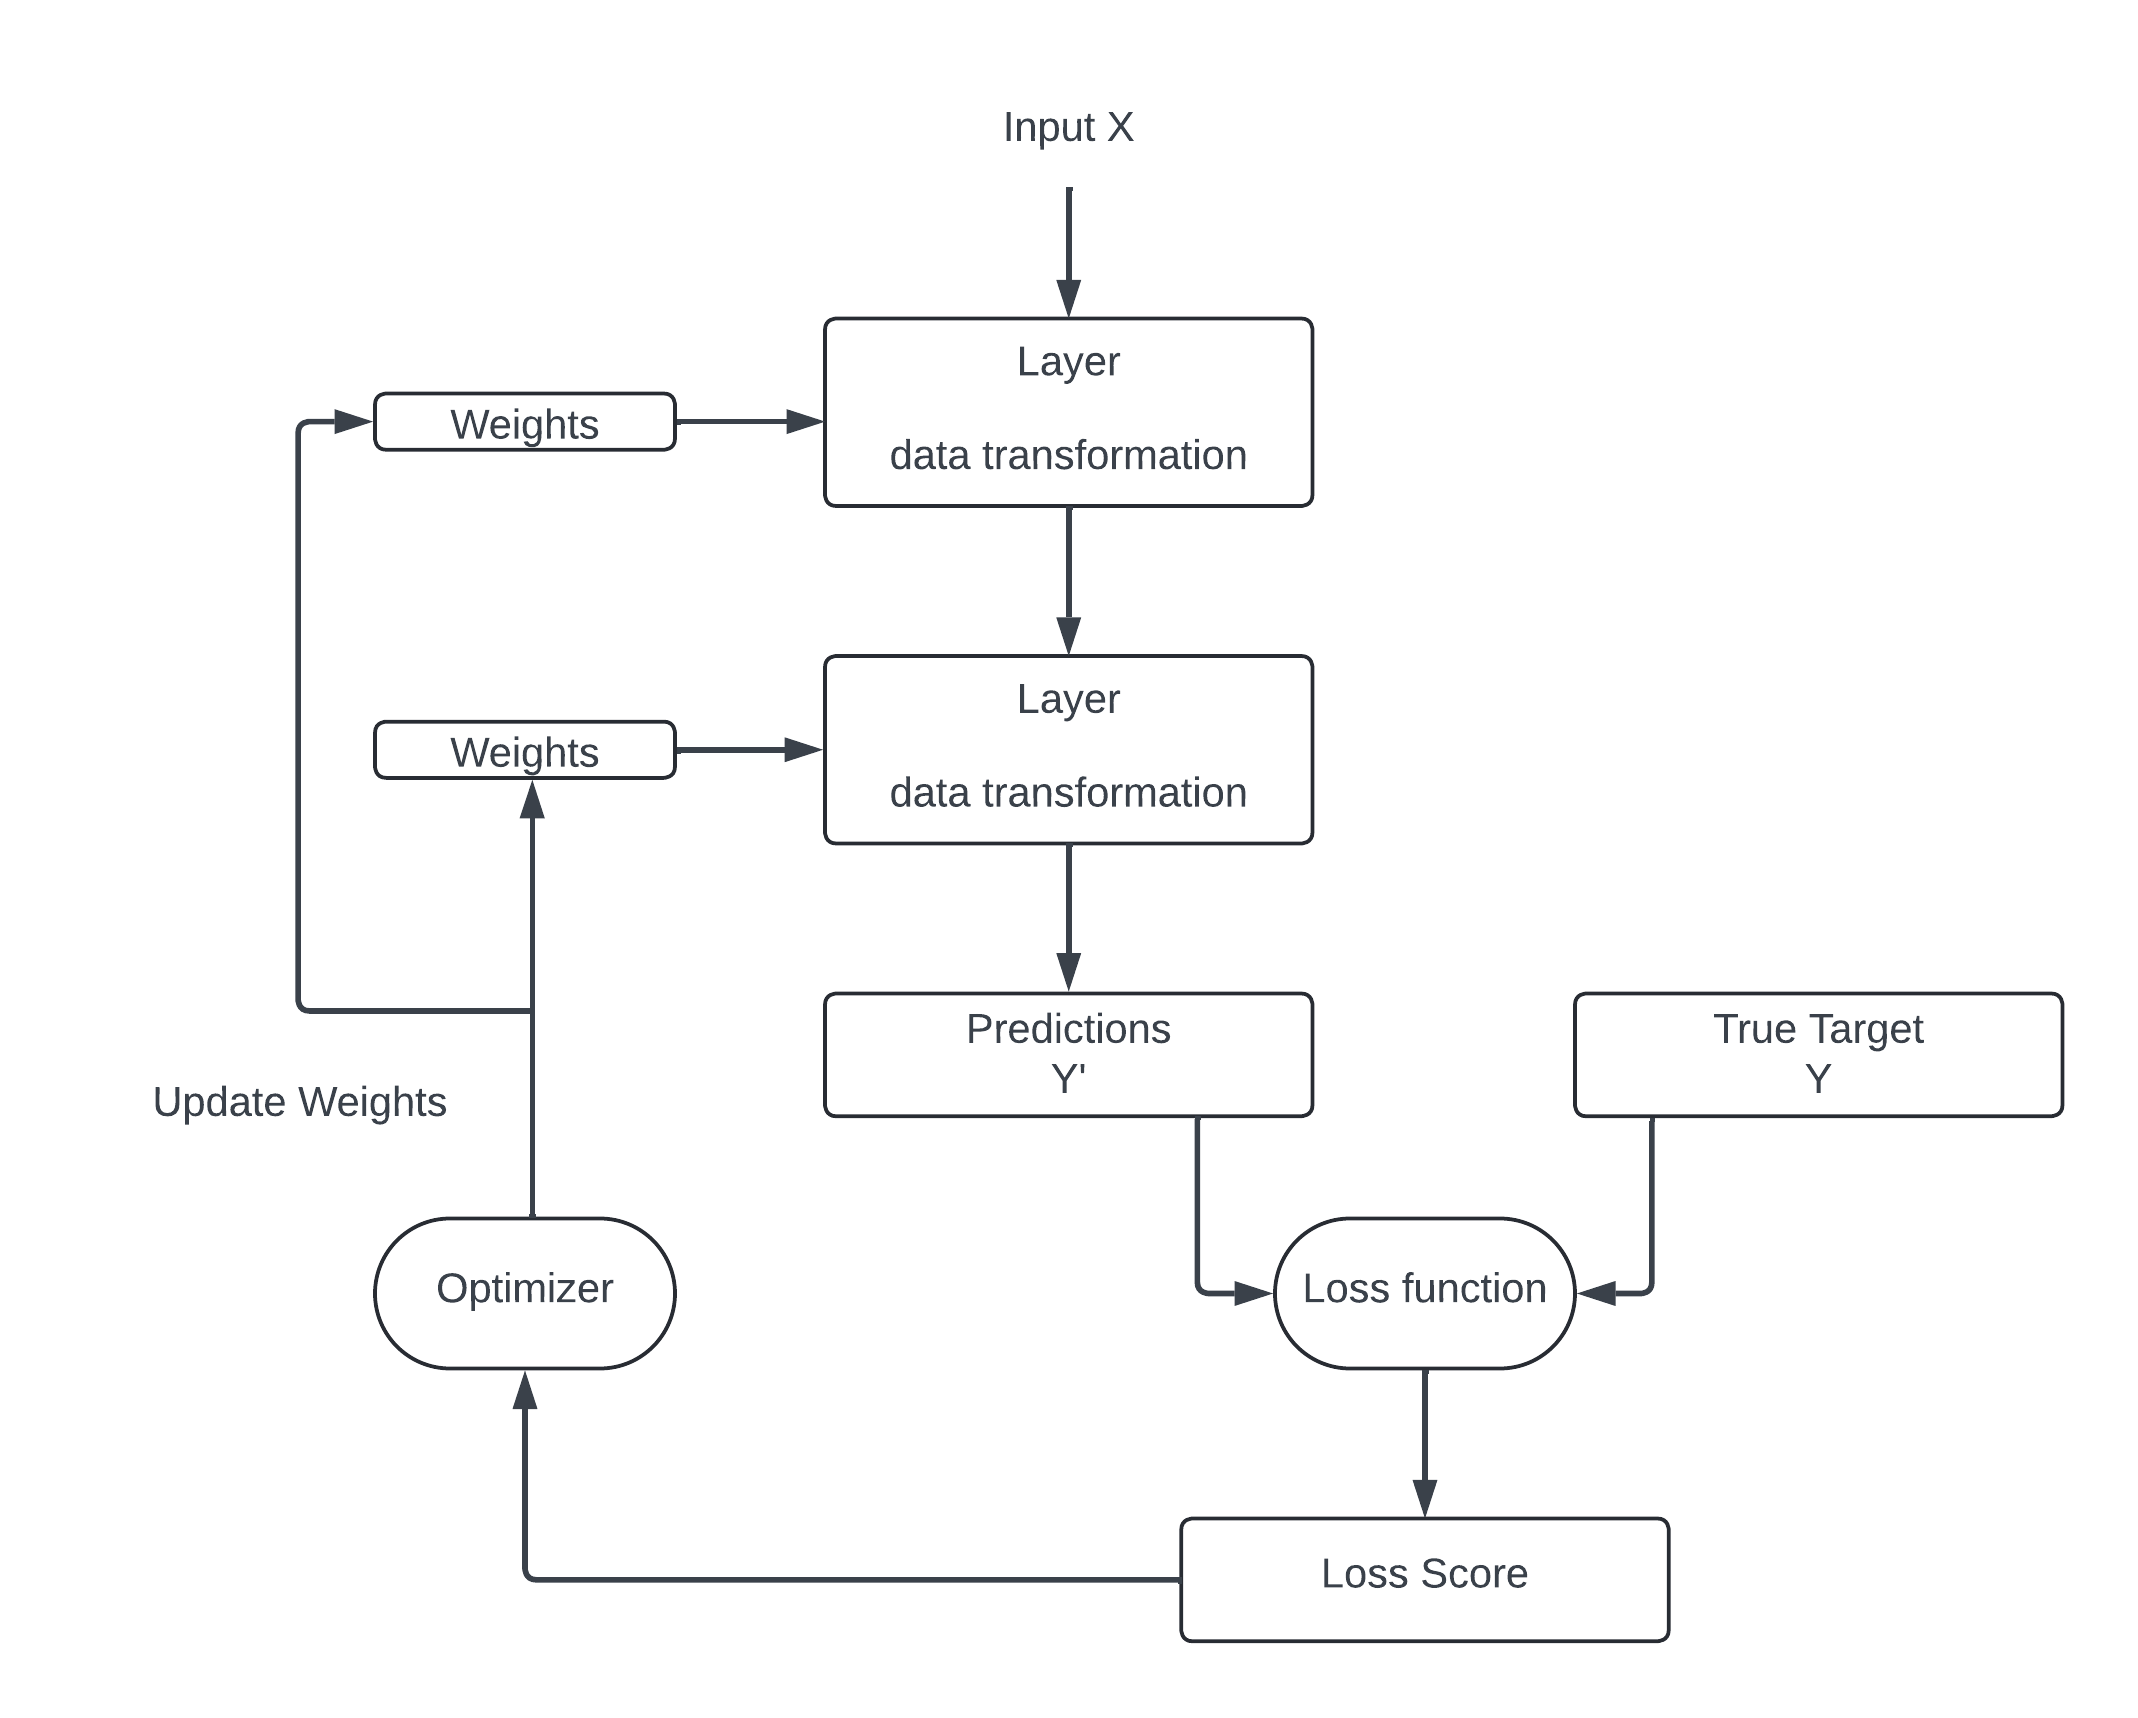 Input X
Layer
data transformation
Weights
Layer
data transformation
Weights
Predictions
Y'
True Target
Y
Update Weights
Optimizer
Loss function
Loss Score